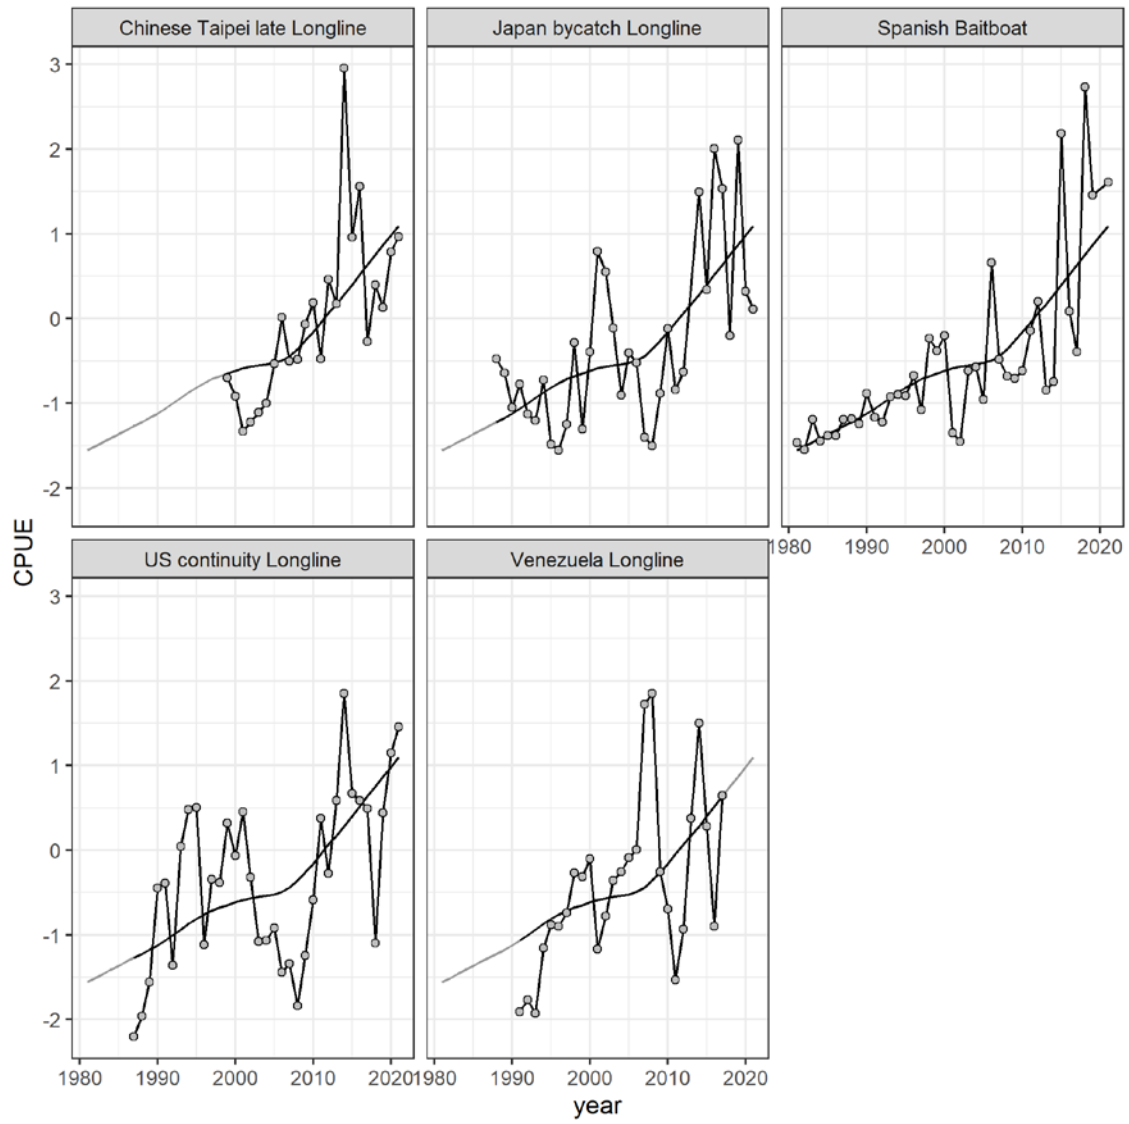 Chinese Taipei late Longline
Japan bycatch Longline
Spanish Baitboat
3
2
1
0
-1
-2
1980 1990 2000 2010 2020
US continuity Longline
Venezuela Longline
3
2
1
0
-1
-2
1980 1990 2000 2010 2020
1980 1990 2000 2010 2020
CPUE
year